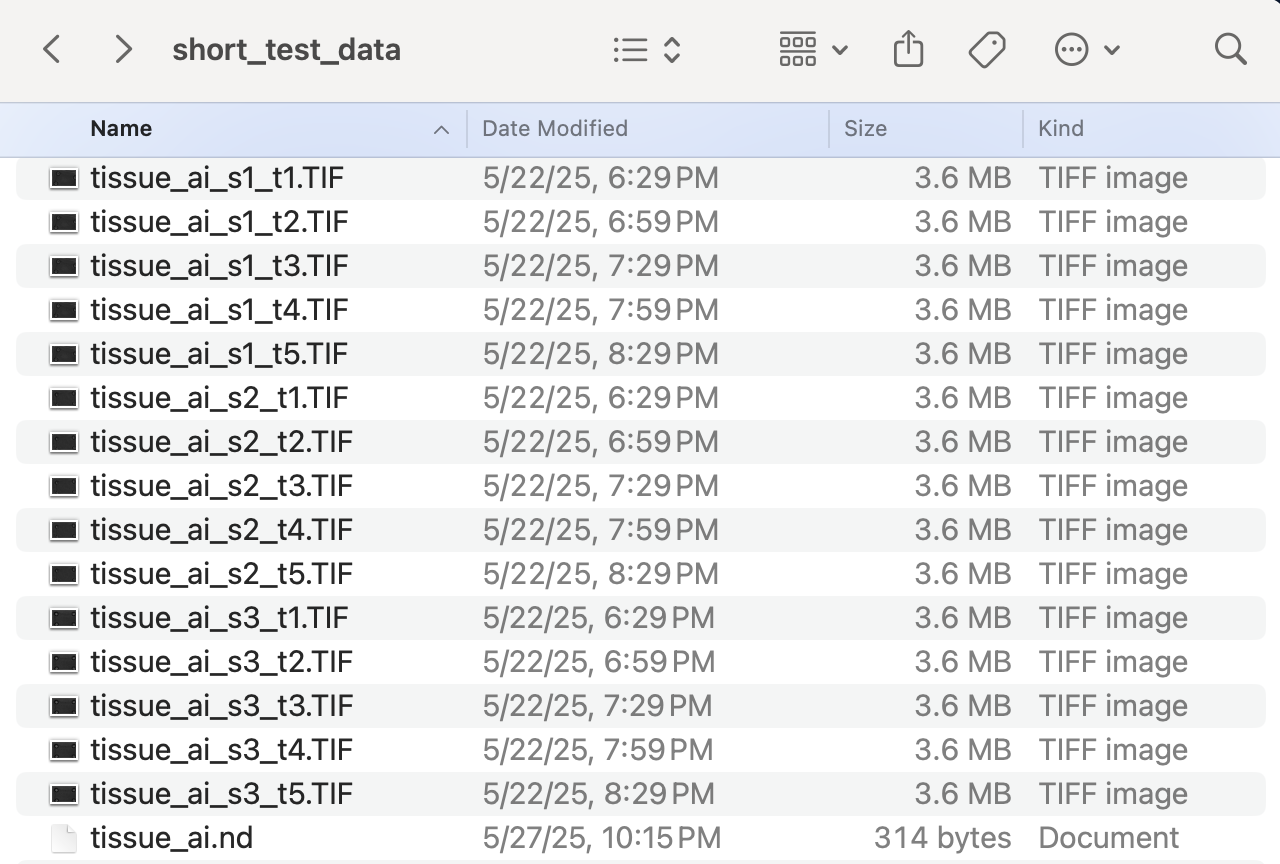 short_test_data
Name Date Modified Size Kind
tissue_ai_s1_t1.TIF 5/22/25, 6:29 PM 3.6 MB TIFF image
tissue_ai_s1_t2.TIF 5/22/25, 6:59 PM 3.6 MB TIFF image
tissue_ai_s1_t3.TIF 5/22/25, 7:29 PM 3.6 MB TIFF image
tissue_ai_s1_t4.TIF 5/22/25, 7:59 PM 3.6 MB TIFF image
tissue_ai_s1_t5.TIF 5/22/25, 8:29 PM 3.6 MB TIFF image
tissue_ai_s2_t1.TIF 5/22/25, 6:29 PM 3.6 MB TIFF image
tissue_ai_s2_t2.TIF 5/22/25, 6:59 PM 3.6 MB TIFF image
tissue_ai_s2_t3.TIF 5/22/25, 7:29 PM 3.6 MB TIFF image
tissue_ai_s2_t4.TIF 5/22/25, 7:59 PM 3.6 MB TIFF image
tissue_ai_s2_t5.TIF 5/22/25, 8:29 PM 3.6 MB TIFF image
tissue_ai_s3_t1.TIF 5/22/25, 6:29 PM 3.6 MB TIFF image
tissue_ai_s3_t2.TIF 5/22/25, 6:59 PM 3.6 MB TIFF image
tissue_ai_s3_t3.TIF 5/22/25, 7:29 PM 3.6 MB TIFF image
tissue_ai_s3_t4.TIF 5/22/25, 7:59 PM 3.6 MB TIFF image
tissue_ai_s3_t5.TIF 5/22/25, 8:29 PM 3.6 MB TIFF image
tissue_ai.nd 5/27/25, 10:15 PM 314 bytes Document